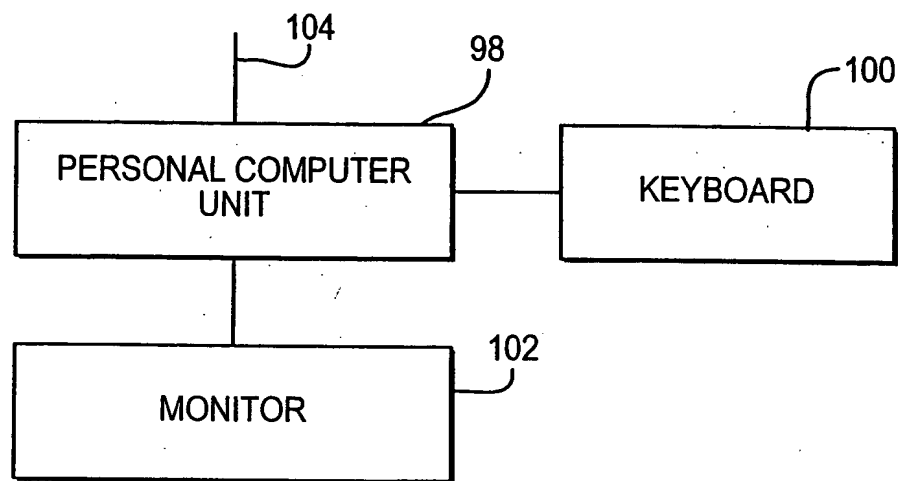 104
98
100
PERSONAL COMPUTER
UNIT
KEYBOARD
102
MONITOR